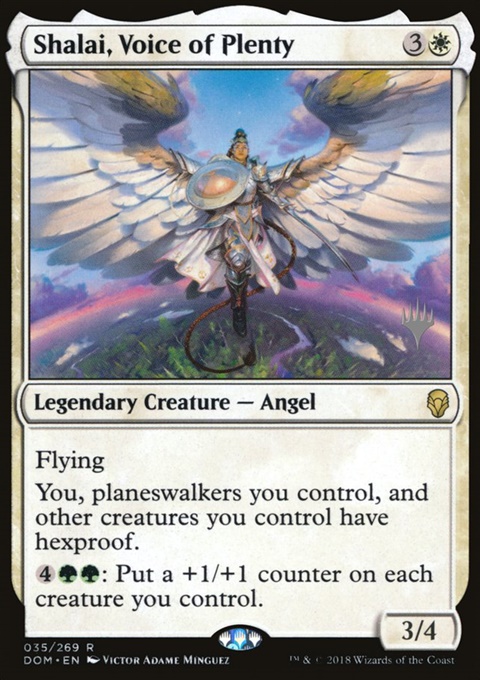 Shalai, Voice of Plenty 3
Legendary Creature — Angel
Flying
You, planeswalkers you control, and
other creatures you control have
hexproof.
4: Put a +1/+1 counter on each
creature you control.
3/4
035/269 R
DOM • EN Victor Adame Minguez
™ & © 2018 Wizards of the Coast